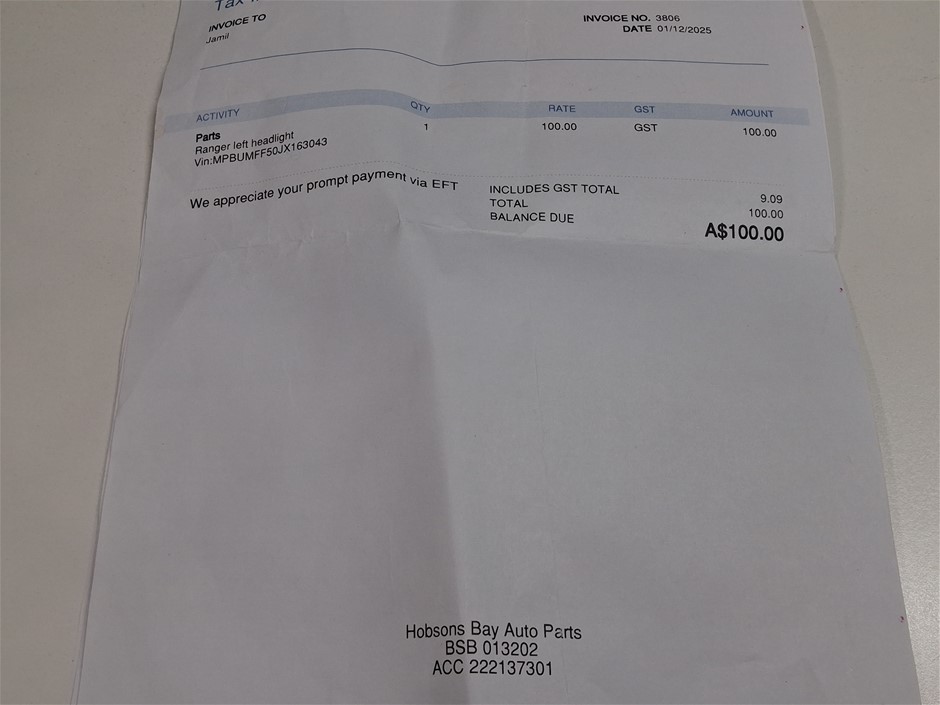 Tax
INVOICE TO
Jamil
INVOICE NO. 3806
DATE 01/12/2025
ACTIVITY QTY RATE GST AMOUNT
Parts 1 100.00 GST 100.00
Ranger left headlight
Vin:MPBUMFF50JX163043
We appreciate your prompt payment via EFT
INCLUDES GST TOTAL 9.09
TOTAL 100.00
BALANCE DUE A$100.00
Hobsons Bay Auto Parts
BSB 013202
ACC 222137301